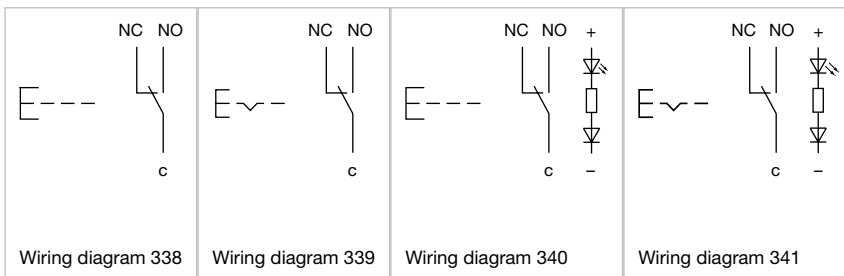 NC NO
c
Wiring diagram 338
NC NO
c
Wiring diagram 339
NC NO +
c –
Wiring diagram 340
NC NO +
c –
Wiring diagram 341